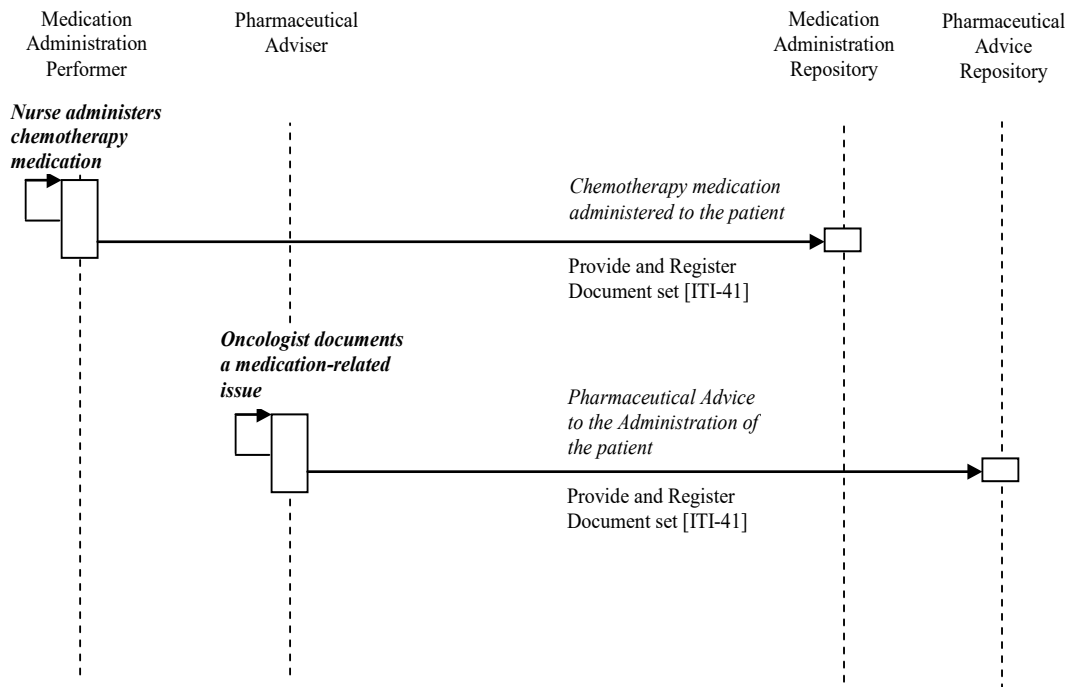 Medication
Administration
Performer
Pharmaceutical
Adviser
Medication
Administration
Repository
Pharmaceutical
Advice
Repository
Nurse administers
chemotherapy
medication
Chemotherapy medication
administered to the patient
Provide and Register
Document set [ITI-41]
Oncologist documents
a medication-related
issue
Pharmaceutical Advice
to the Administration of
the patient
Provide and Register
Document set [ITI-41]